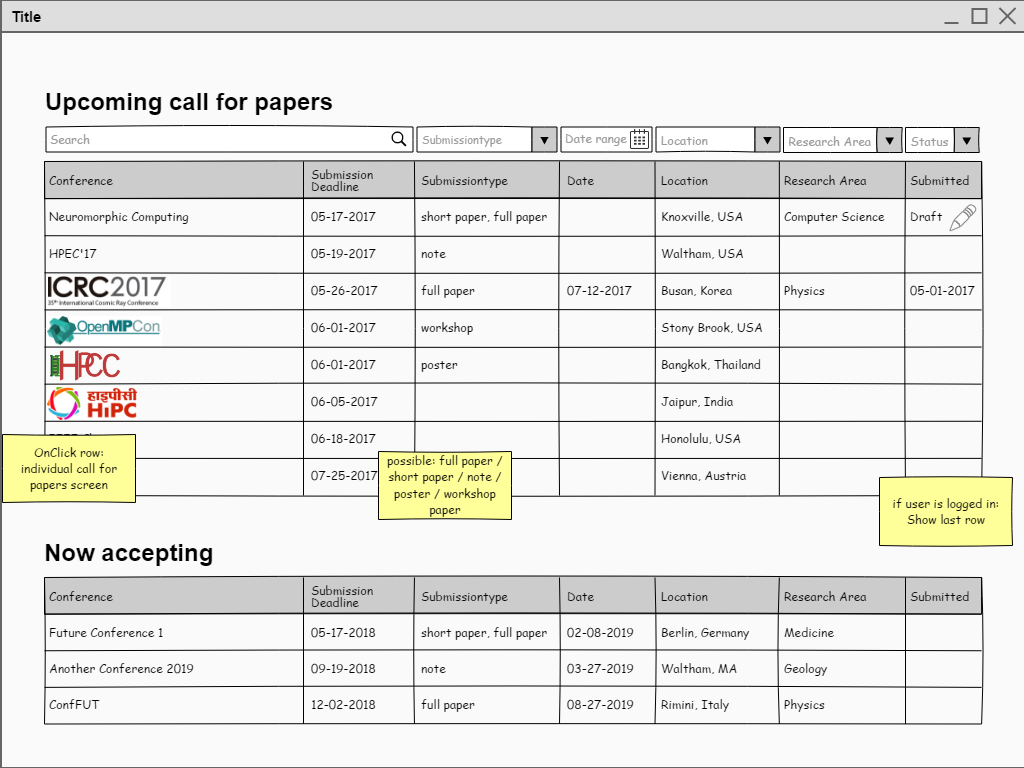 Title
Upcoming call for papers
Search Submissiontype Date range Location Research Area Status
Conference Submission Deadline Submissiontype Date Location Research Area Submitted
Neuromorphic Computing 05-17-2017 short paper, full paper Knoxville, USA Computer Science Draft
HPEC'17 05-19-2017 note Waltham, USA
ICRC2017 05-26-2017 full paper 07-12-2017 Busan, Korea Physics 05-01-2017
35th International Cosmic Ray Conference
OpenMPCon 06-01-2017 workshop Stony Brook, USA
HPCC 06-01-2017 poster Bangkok, Thailand
हाइपीसी
HiPC 06-05-2017 Jaipur, India
06-18-2017 Honolulu, USA
07-25-2017 Vienna, Austria
OnClick row:
individual call for
papers screen
possible: full paper /
short paper / note /
poster / workshop
paper
if user is logged in:
Show last row
Now accepting
Conference Submission Deadline Submissiontype Date Location Research Area Submitted
Future Conference 1 05-17-2018 short paper, full paper 02-08-2019 Berlin, Germany Medicine
Another Conference 2019 09-19-2018 note 03-27-2019 Waltham, MA Geology
ConfFUT 12-02-2018 full paper 08-27-2019 Rimini, Italy Physics